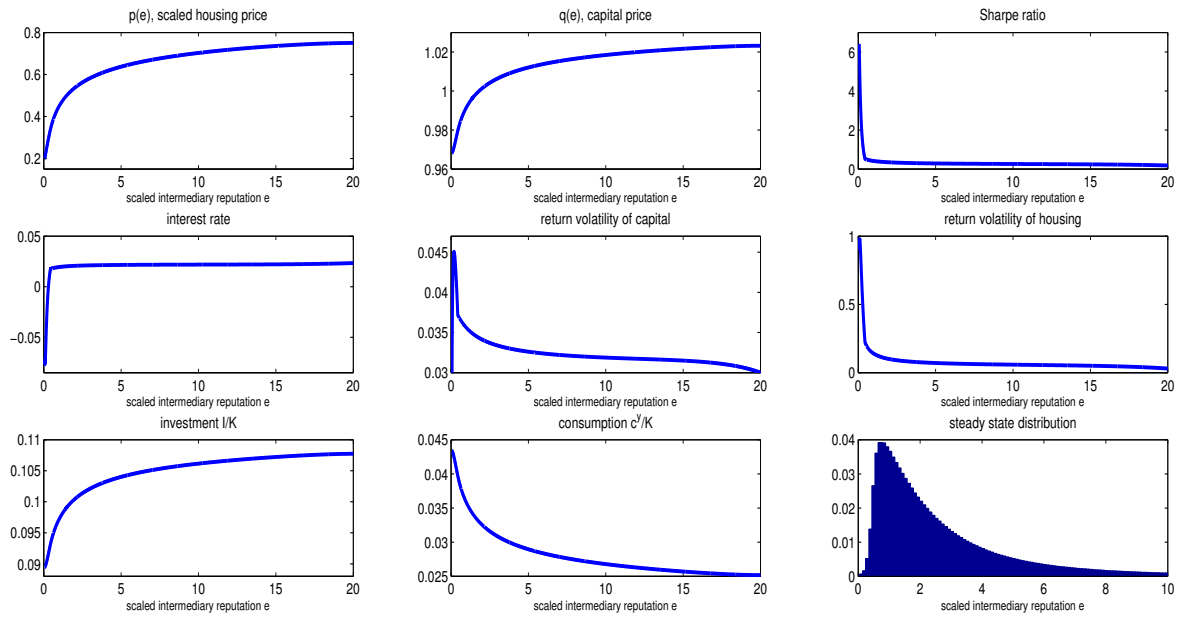 p(e), scaled housing price
0.8
0.6
0.4
0.2
0 5 10 15 20
scaled intermediary reputation e
q(e), capital price
1.02
1
0.98
0.96
0 5 10 15 20
scaled intermediary reputation e
Sharpe ratio
6
4
2
0
0 5 10 15 20
scaled intermediary reputation e
interest rate
0.05
0
−0.05
0 5 10 15 20
scaled intermediary reputation e
return volatility of capital
0.045
0.04
0.035
0.03
0 5 10 15 20
scaled intermediary reputation e
return volatility of housing
1
0.5
0
0 5 10 15 20
scaled intermediary reputation e
investment I/K
0.11
0.105
0.1
0.095
0.09
0 5 10 15 20
scaled intermediary reputation e
consumption c^y/K
0.045
0.04
0.035
0.03
0.025
0 5 10 15 20
scaled intermediary reputation e
steady state distribution
0.04
0.03
0.02
0.01
0
0 2 4 6 8 10
scaled intermediary reputation e